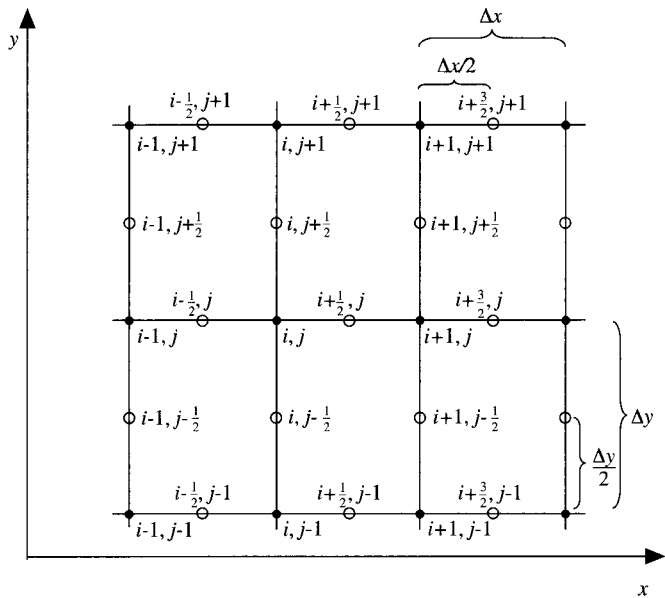 Δx
y
Δx/2
i-1/2, j+1 i+1/2, j+1 i+3/2, j+1
i-1, j+1 i, j+1 i+1, j+1
i-1, j+1/2 i, j+1/2 i+1, j+1/2
i-1/2, j i+1/2, j i+3/2, j
i-1, j i, j i+1, j
i-1, j-1/2 i, j-1/2 i+1, j-1/2 Δy
Δy/2
i-1/2, j-1 i+1/2, j-1 i+3/2, j-1
i-1, j-1 i, j-1 i+1, j-1
x